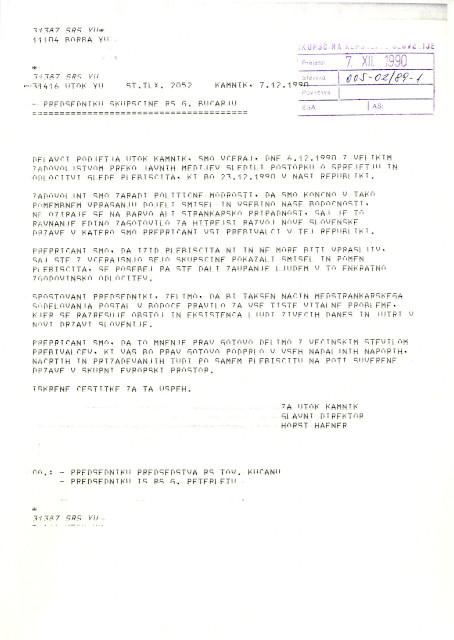 31387 SRS YU*
11104 BORBA YU
*
31387 SRS YU
31416 UTOK YU ST.TLX. 2052 KAMNIK, 7.12.1990
SKUPŠČINA REPUBLIKE SLOVENIJE
Prejeto: 7. XII. 1990
Številka: 005-02/89-1
Povezava:
EŠA: AS:
- PREDSEDNIKU SKUPSCINE RS G. BUCARJU
=====================================
DELAVCI PODJETJA UTOK KAMNIK, SMO VCERAJ, DNE 6.12.1990 Z VELIKIM
ZADOVOLJSTVOM PREKO JAVNIH MEDIJEV SLEDILI POSTOPKU O SPREJETJU IN
ODLOCITVI GLEDE PLEBISCITA, KI BO 23.12.1990 V NASI REPUBLIKI.
ZADOVOLJNI SMO ZARADI POLITICNE MODROSTI, DA SMO KONCNO V TAKO
POMEMBNEM VPRASANJU DOJELI SMISEL IN VSEBINO NASE BODOCNOSTI,
NE OZIRAJE SE NA BARVO ALI STRANKARSKO PRIPADNOST, SAJ JE TO
RAVNANJE EDINO ZAGOTOVILO ZA HITREJSI RAZVOJ NOVE SLOVENSKE
DRZAVE V KATERO SMO PREPRICANI VSI PREBIVALCI V TEJ REPUBLIKI.
PREPRICANI SMO, DA IZID PLEBISCITA NI IN NE MORE BITI VPRASLJIV,
SAJ STE Z VCERAJSNJO SEJO SKUPSCINE POKAZALI SMISEL IN POMEN
PLEBISCITA, SE POSEBEJ PA STE DALI ZAUPANJE LJUDEM V TO ENKRATNO
ZGODOVINSKO ODLOCITEV.
SPOSTOVANI PREDSEDNIK, ZELIMO, DA BI TAKSEN NACIN MEDSTRANKARSKEGA
SODELOVANJA POSTAL V BODOCE PRAVILO ZA VSE TISTE VITALNE PROBLEME,
KJER SE RAZRESUJE OBSTOJ IN EKSISTENCA LJUDI ZIVECIH DANES IN JUTRI V
NOVI DRZAVI SLOVENIJE.
PREPRICANI SMO, DA TO MNENJE PRAV GOTOVO DELIMO Z VECINSKIM STEVILOM
PREBIVALCEV, KI VAS BO PRAV GOTOVO PODPRLO V VSEH NADALJNIH NAPORIH,
NACRTIH IN PRIZADEVANJIH TUDI PO SAMEM PLEBISCITU NA POTI SUVERENE
DRZAVE V SKUPNI EVROPSKI PROSTOR.
ISKRENE CESTITKE ZA TA USPEH.
ZA UTOK KAMNIK
GLAVNI DIREKTOR
HORST HAFNER
CO.: - PREDSEDNIKU PREDSEDSTVA RS TOV. KUCANU
- PREDSEDNIKU IS RS G. PETERLETU
*
31387 SRS YU